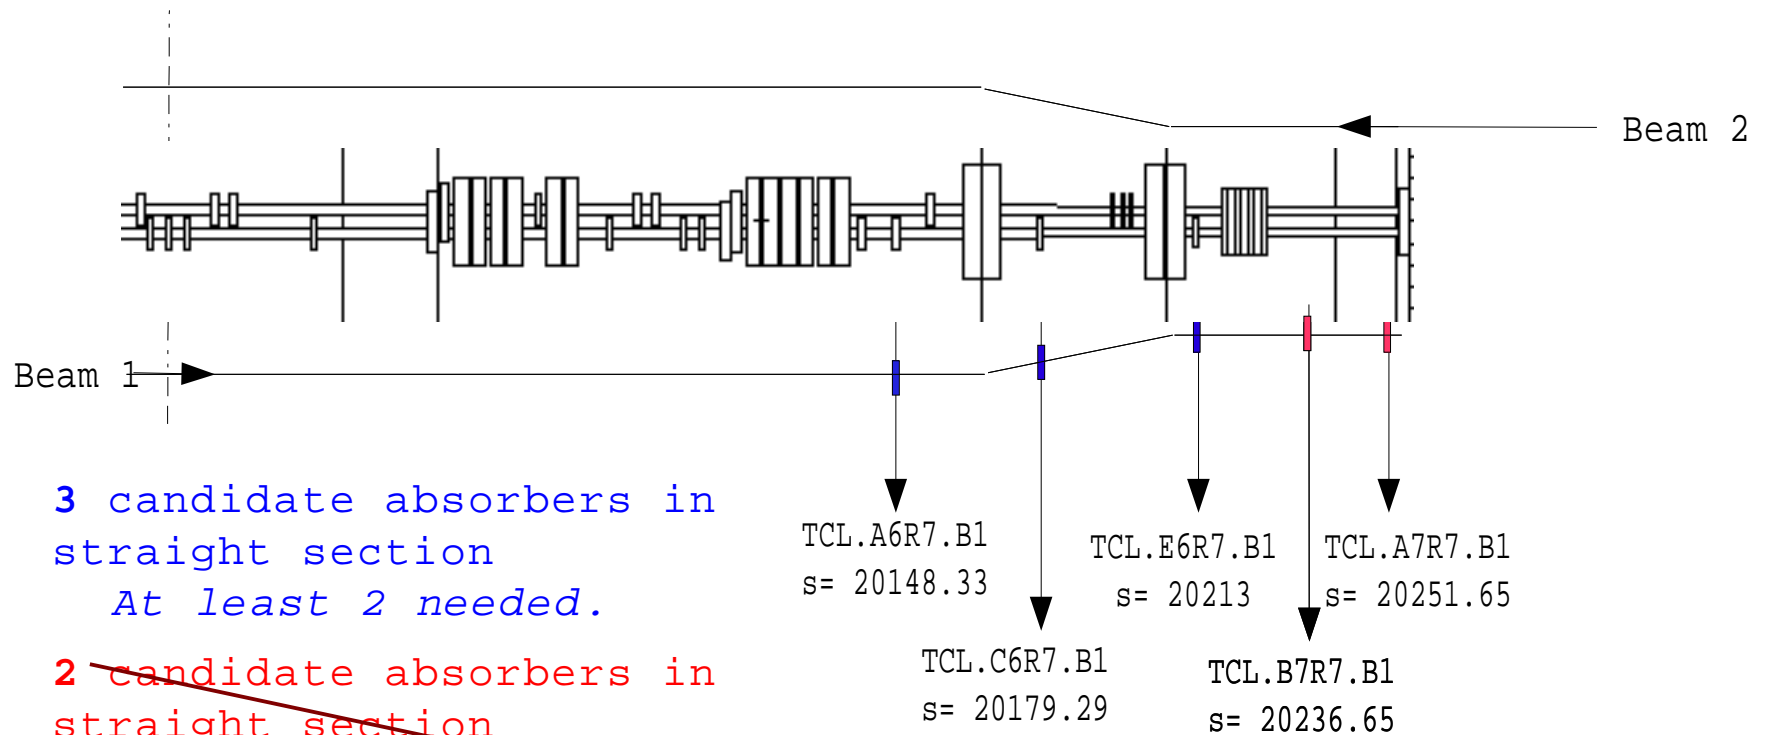 Beam 2
Beam 1
3 candidate absorbers in
straight section
At least 2 needed.
2 candidate absorbers in
straight section
TCL.A6R7.B1
s= 20148.33
TCL.C6R7.B1
s= 20179.29
TCL.E6R7.B1
s= 20213
TCL.B7R7.B1
s= 20236.65
TCL.A7R7.B1
s= 20251.65